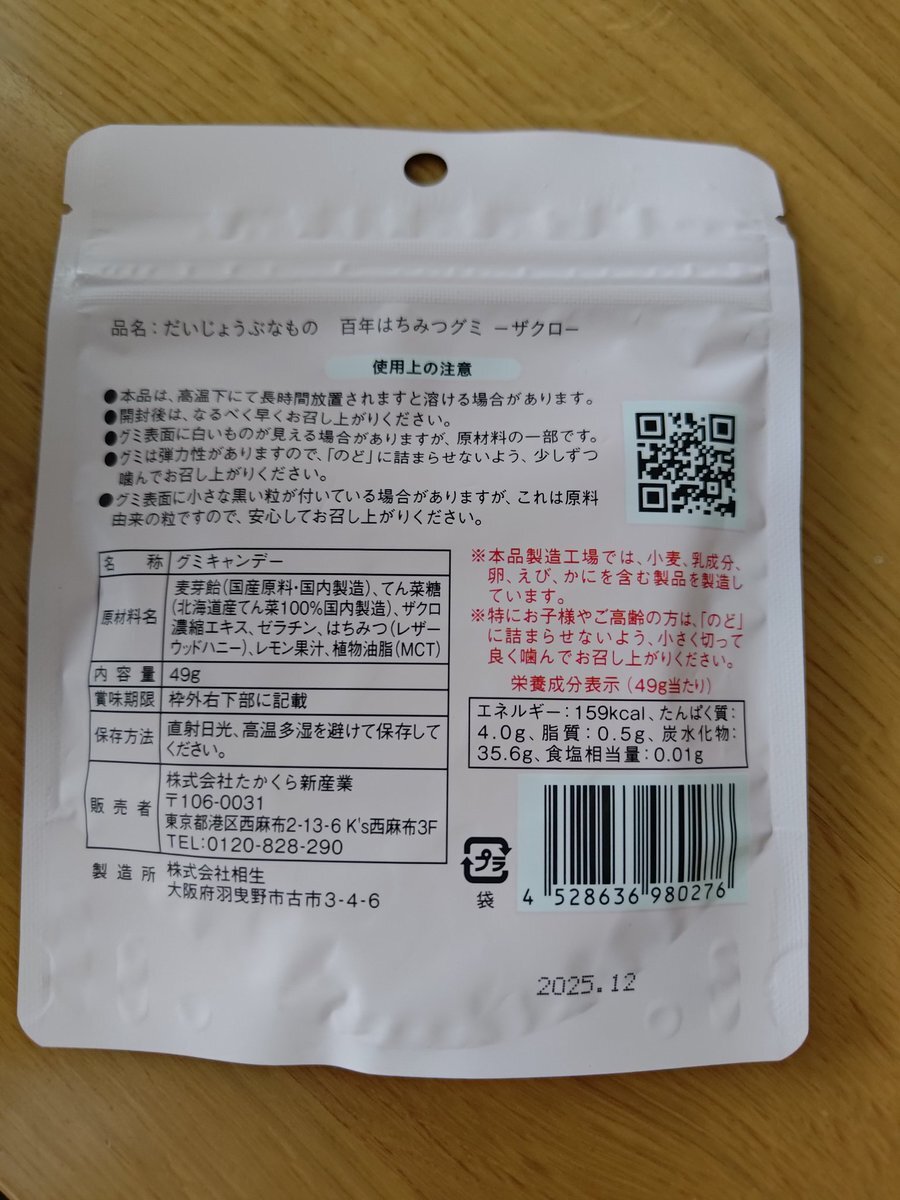 品名：だいじょうぶなもの　百年はちみつグミ －ザクロ－
使用上の注意
●本品は、高温下にて長時間放置されますと溶ける場合があります。
●開封後は、なるべく早くお召し上がりください。
●グミ表面に白いものが見える場合がありますが、原材料の一部です。
●グミは弾力性がありますので、「のど」に詰まらせないよう、少しずつ
噛んでお召し上がりください。
●グミ表面に小さな黒い粒が付いている場合がありますが、これは原料
由来の粒ですので、安心してお召し上がりください。
名　称 グミキャンデー
原材料名 麦芽飴(国産原料・国内製造)、てん菜糖
(北海道産てん菜100%国内製造)、ザクロ
濃縮エキス、ゼラチン、はちみつ(レザー
ウッドハニー)、レモン果汁、植物油脂(MCT)
内容量 49g
賞味期限 枠外右下部に記載
保存方法 直射日光、高温多湿を避けて保存して
ください。
販売者 株式会社たかくら新産業
〒106-0031
東京都港区西麻布2-13-6 K's西麻布3F
TEL:0120-828-290
製造所 株式会社相生
大阪府羽曳野市古市3-4-6
※本品製造工場では、小麦、乳成分、
卵、えび、かにを含む製品を製造し
ています。
※特にお子様やご高齢の方は、「のど」
に詰まらせないよう、小さく切って
良く噛んでお召し上がりください。
栄養成分表示(49g当たり)
エネルギー：159kcal、たんぱく質：
4.0g、脂質：0.5g、炭水化物：
35.6g、食塩相当量：0.01g
プラ
袋
4 528636 980276
2025.12